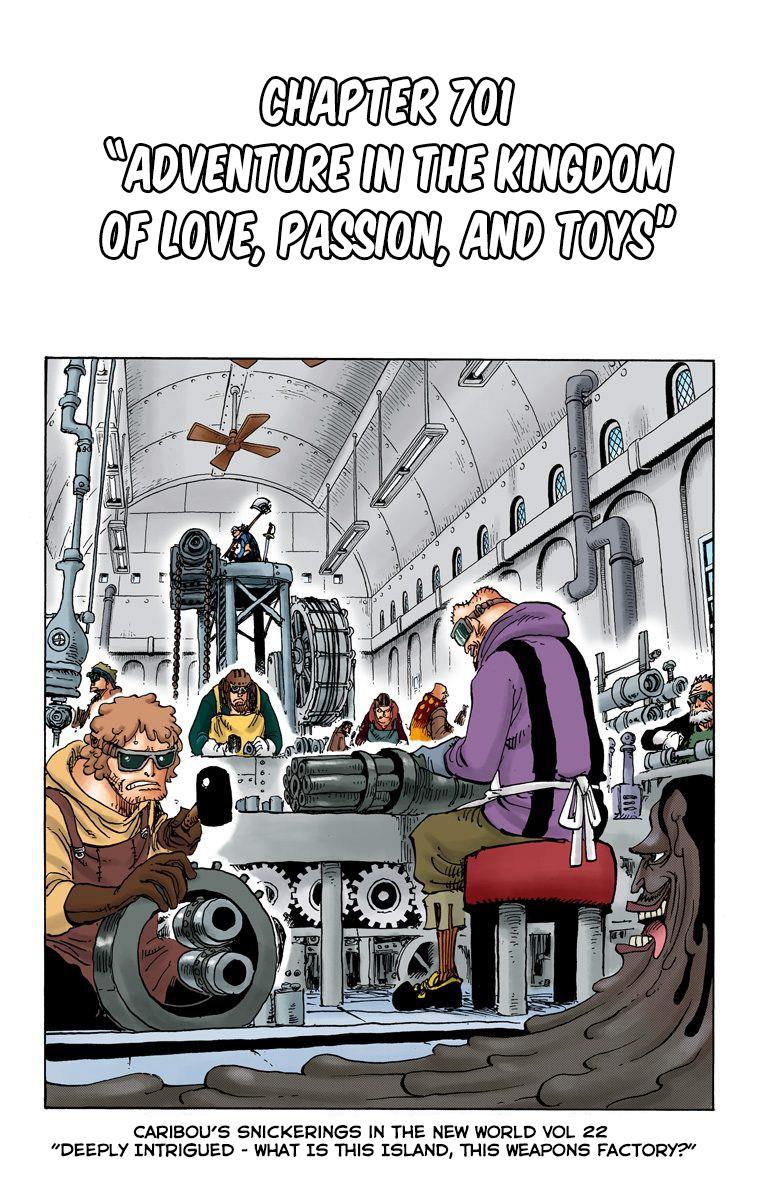 CHAPTER 701
"ADVENTURE IN THE KINGDOM
OF LOVE, PASSION, AND TOYS"
CARIBOU'S SNICKERINGS IN THE NEW WORLD VOL 22
"DEEPLY INTRIGUED - WHAT IS THIS ISLAND, THIS WEAPONS FACTORY?"